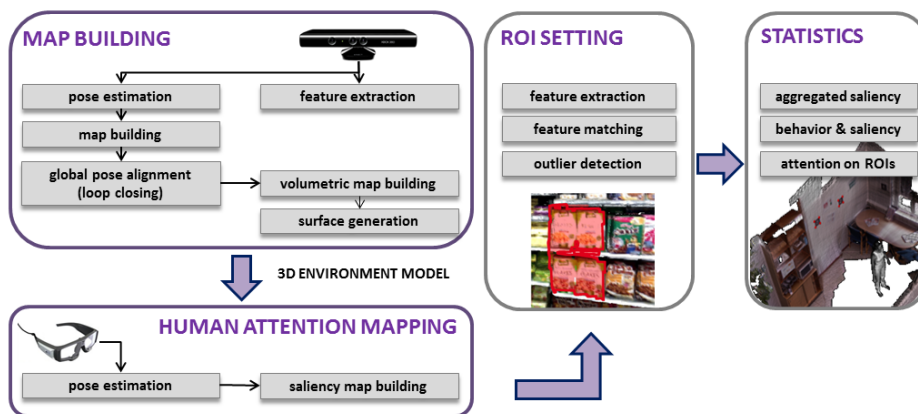 MAP BUILDING
pose estimation
feature extraction
map building
global pose alignment
(loop closing)
volumetric map building
surface generation
3D ENVIRONMENT MODEL
HUMAN ATTENTION MAPPING
pose estimation
saliency map building
ROI SETTING
feature extraction
feature matching
outlier detection
STATISTICS
aggregated saliency
behavior & saliency
attention on ROIs